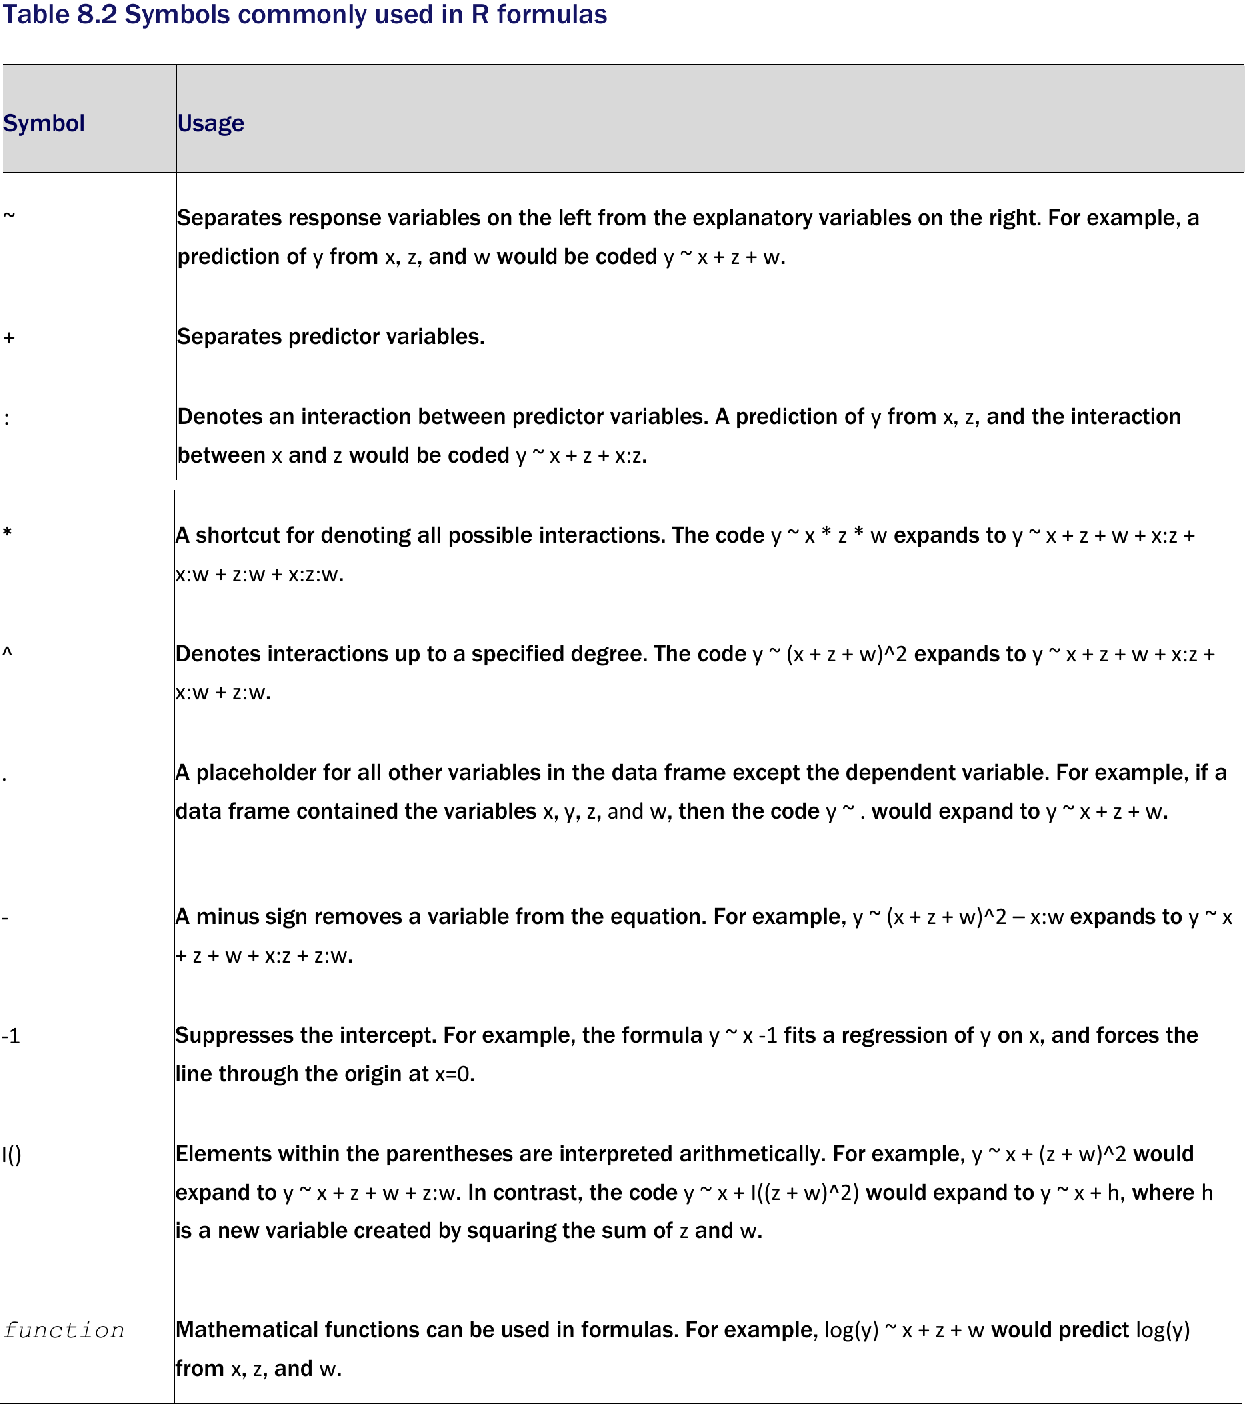 Table 8.2 Symbols commonly used in R formulas
Symbol Usage
~ Separates response variables on the left from the explanatory variables on the right. For example, a
prediction of y from x, z, and w would be coded y ~ x + z + w.
+ Separates predictor variables.
: Denotes an interaction between predictor variables. A prediction of y from x, z, and the interaction
between x and z would be coded y ~ x + z + x:z.
* A shortcut for denoting all possible interactions. The code y ~ x * z * w expands to y ~ x + z + w + x:z +
x:w + z:w + x:z:w.
^ Denotes interactions up to a specified degree. The code y ~ (x + z + w)^2 expands to y ~ x + z + w + x:z +
x:w + z:w.
. A placeholder for all other variables in the data frame except the dependent variable. For example, if a
data frame contained the variables x, y, z, and w, then the code y ~ . would expand to y ~ x + z + w.
- A minus sign removes a variable from the equation. For example, y ~ (x + z + w)^2 – x:w expands to y ~ x
+ z + w + x:z + z:w.
-1 Suppresses the intercept. For example, the formula y ~ x -1 fits a regression of y on x, and forces the
line through the origin at x=0.
I() Elements within the parentheses are interpreted arithmetically. For example, y ~ x + (z + w)^2 would
expand to y ~ x + z + w + z:w. In contrast, the code y ~ x + I((z + w)^2) would expand to y ~ x + h, where h
is a new variable created by squaring the sum of z and w.
function Mathematical functions can be used in formulas. For example, log(y) ~ x + z + w would predict log(y)
from x, z, and w.